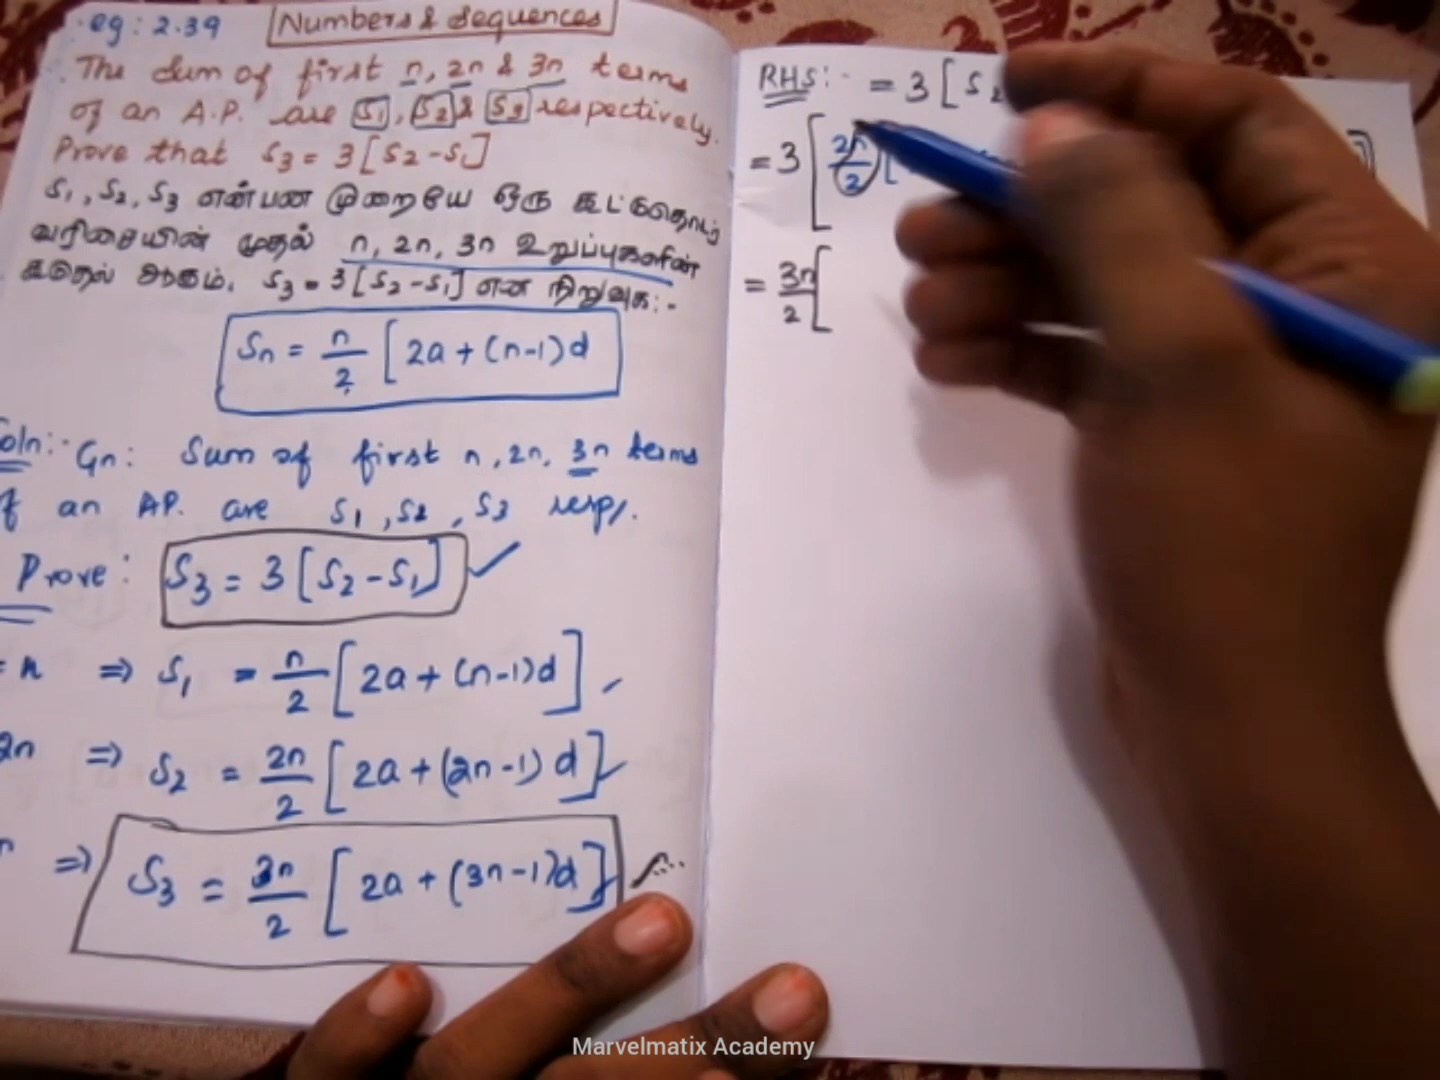 eg: 2.39 Numbers & Sequences
The Sum of first n, 2n & 3n terms
of an A.P. are S1, S2 & S3 respectively.
Prove that S3 = 3[S2 - S1]
S1, S2, S3 என்பன முறையே ஒரு கூட்டுத்தொடர்
வரிசையின் முதல் n, 2n, 3n உறுப்புகளின்
கூடுதல் ஆகும். S3 = 3[S2 - S1] என நிறுவுக:-
Sn = n/2 [2a + (n-1)d
Soln:- Gn: Sum of first n, 2n, 3n terms
of an AP. are S1, S2, S3 resp/.
Prove: S3 = 3[S2 - S1]
= n ⇒ S1 = n/2 [2a + (n-1)d]
2n ⇒ S2 = 2n/2 [2a + (2n-1)d]
n ⇒ S3 = 3n/2 [2a + (3n-1)d]
RHS:- = 3[S2
= 3[2n/2 [
= 3n/2 [
Marvelmatix Academy